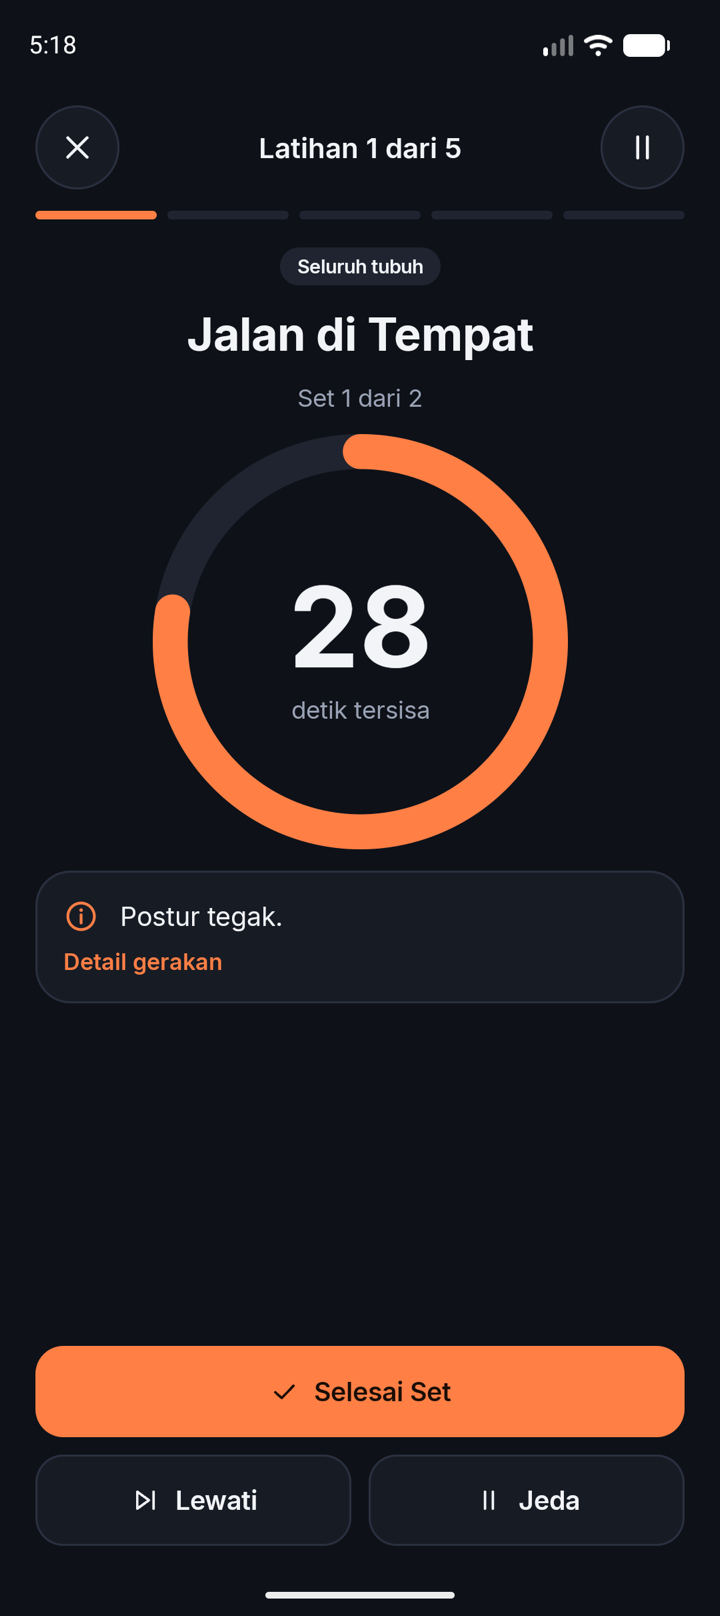 5:18
Latihan 1 dari 5
Seluruh tubuh
Jalan di Tempat
Set 1 dari 2
28
detik tersisa
Postur tegak.
Detail gerakan
Selesai Set
Lewati
Jeda